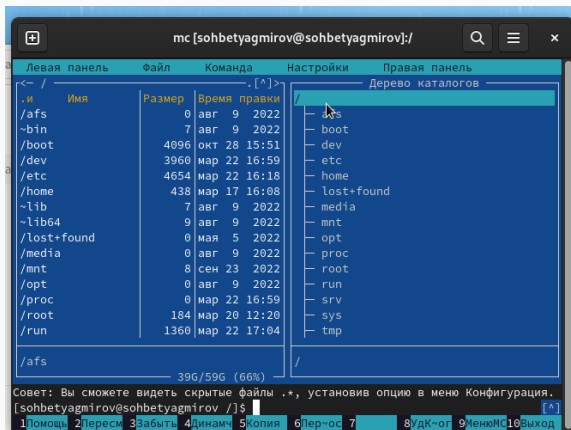 mc [sohbetyagmirov@sohbetyagmirov]:/
Левая панель Файл Команда Настройки Правая панель
<— / .[^]> Дерево каталогов
.и Имя Размер Время правки /
/afs 0 авг 9 2022 afs
~bin 7 авг 9 2022 boot
/boot 4096 окт 28 15:51 dev
/dev 3960 мар 22 16:59 etc
/etc 4654 мар 22 16:18 home
/home 438 мар 17 16:08 lost+found
~lib 7 авг 9 2022 media
~lib64 9 авг 9 2022 mnt
/lost+found 0 мая 5 2022 opt
/media 0 авг 9 2022 proc
/mnt 8 сен 23 2022 root
/opt 0 авг 9 2022 run
/proc 0 мар 22 16:59 srv
/root 184 мар 20 12:20 sys
/run 1360 мар 22 17:04 tmp
/afs /
39G/59G (66%)
Совет: Вы сможете видеть скрытые файлы .*, установив опцию в меню Конфигурация.
[sohbetyagmirov@sohbetyagmirov /]$ [^]
1Помощь 2Пересм 3Забыть 4Динамч 5Копия 6Пер~ос 7 8УдК~ог 9МенюMC 10Выход